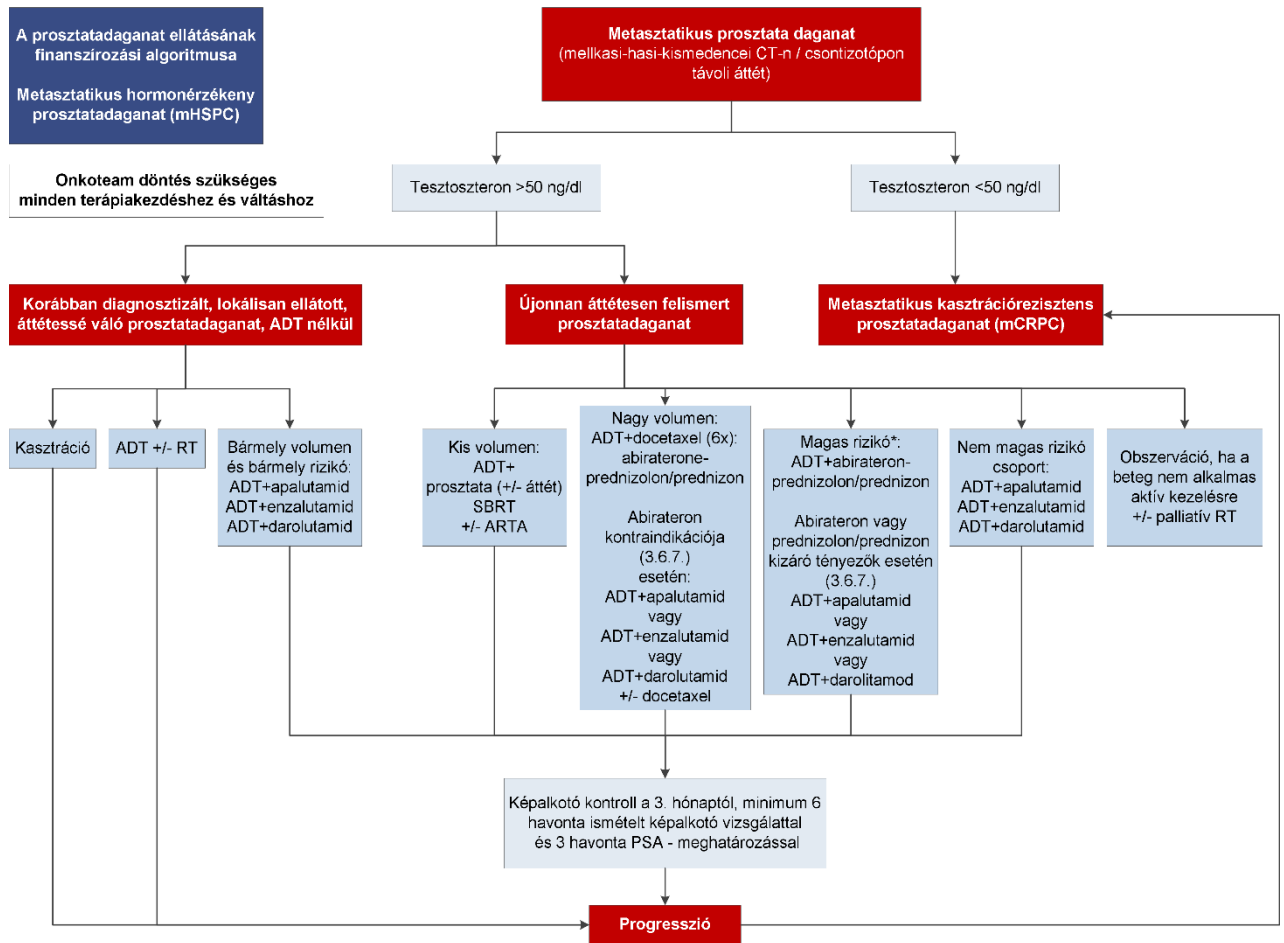 A prosztatadaganat ellátásának
finanszírozási algoritmusa
Metasztatikus hormonérzékeny
prosztatadaganat (mHSPC)
Metasztatikus prosztata daganat
(mellkasi-hasi-kismedencei CT-n / csontizotópon
távoli áttét)
Onkoteam döntés szükséges
minden terápiakezdéshez és váltáshoz
Tesztoszteron >50 ng/dl
Tesztoszteron <50 ng/dl
Korábban diagnosztizált, lokálisan ellátott,
áttétessé váló prosztatadaganat, ADT nélkül
Újonnan áttétesen felismert
prosztatadaganat
Metasztatikus kasztrációrezisztens
prosztatadaganat (mCRPC)
Kasztráció
ADT +/- RT
Bármely volumen
és bármely rizikó:
ADT+apalutamid
ADT+enzalutamid
ADT+darolutamid
Kis volumen:
ADT+
prosztata (+/- áttét)
SBRT
+/- ARTA
Nagy volumen:
ADT+docetaxel (6x):
abiraterone-
prednizolon/prednizon
Abirateron
kontraindikációja
(3.6.7.)
esetén:
ADT+apalutamid
vagy
ADT+enzalutamid
vagy
ADT+darolutamid
+/- docetaxel
Magas rizikó*:
ADT+abirateron-
prednizolon/prednizon
Abirateron vagy
prednizolon/prednizon
kizáró tényezők esetén
(3.6.7.)
ADT+apalutamid
vagy
ADT+enzalutamid
vagy
ADT+darolitamod
Nem magas rizikó
csoport:
ADT+apalutamid
ADT+enzalutamid
ADT+darolutamid
Obszerváció, ha a
beteg nem alkalmas
aktív kezelésre
+/- palliatív RT
Képalkotó kontroll a 3. hónaptól, minimum 6
havonta ismételt képalkotó vizsgálattal
és 3 havonta PSA - meghatározással
Progresszió